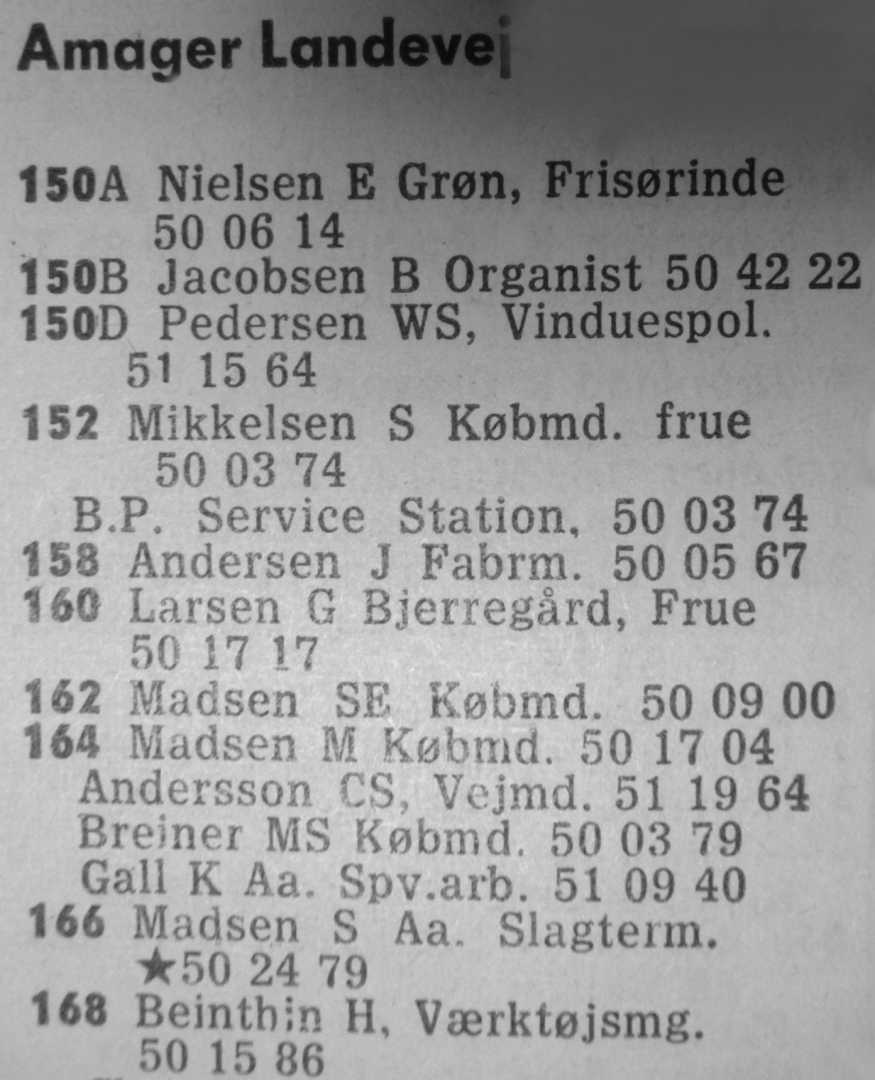 Amager Landevej
150A Nielsen E Grøn, Frisørinde
50 06 14
150B Jacobsen B Organist 50 42 22
150D Pedersen WS, Vinduespol.
51 15 64
152 Mikkelsen S Købmd. frue
50 03 74
B.P. Service Station, 50 03 74
158 Andersen J Fabrm. 50 05 67
160 Larsen G Bjerregård, Frue
50 17 17
162 Madsen SE Købmd. 50 09 00
164 Madsen M Købmd. 50 17 04
Andersson CS, Vejmd. 51 19 64
Breiner MS Købmd. 50 03 79
Gall K Aa. Spv.arb. 51 09 40
166 Madsen S Aa. Slagterm.
★50 24 79
168 Beinthin H, Værktøjsmg.
50 15 86